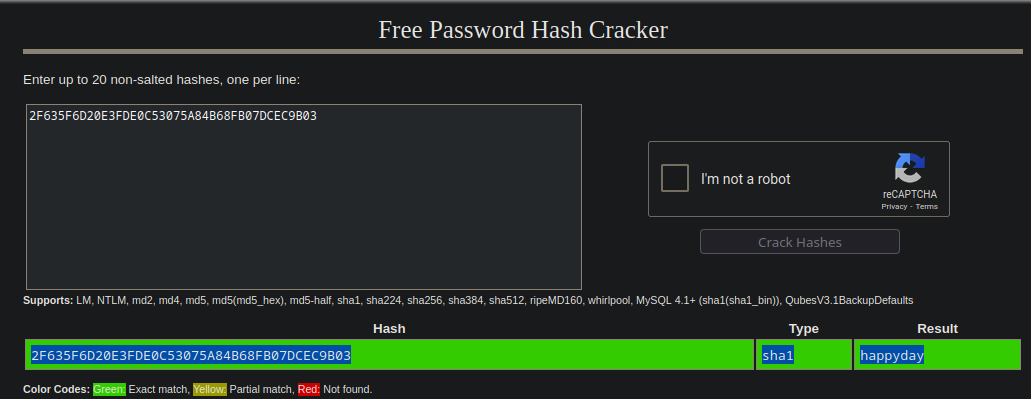 Free Password Hash Cracker
Enter up to 20 non-salted hashes, one per line:
2F635F6D20E3FDE0C53075A84B68FB07DCEC9B03
I'm not a robot
reCAPTCHA
Privacy - Terms
Crack Hashes
Supports: LM, NTLM, md2, md4, md5, md5(md5_hex), md5-half, sha1, sha224, sha256, sha384, sha512, ripeMD160, whirlpool, MySQL 4.1+ (sha1(sha1_bin)), QubesV3.1BackupDefaults
Hash Type Result
2F635F6D20E3FDE0C53075A84B68FB07DCEC9B03 sha1 happyday
Color Codes: Green: Exact match, Yellow: Partial match, Red: Not found.